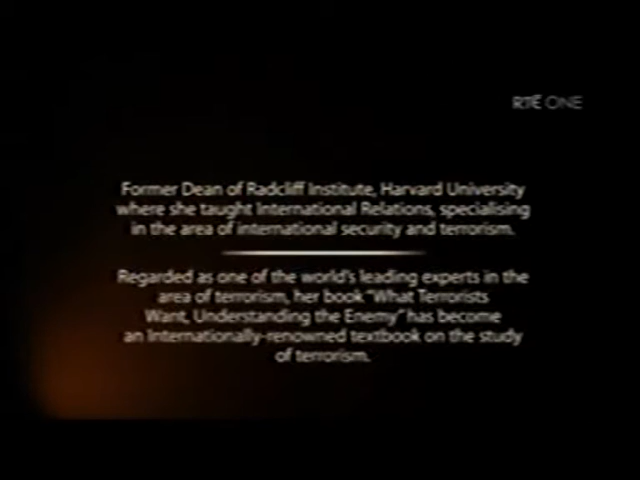 RTÉ ONE
Former Dean of Radcliff Institute, Harvard University
where she taught International Relations, specialising
in the area of international security and terrorism.
Regarded as one of the world's leading experts in the
area of terrorism, her book "What Terrorists
Want, Understanding the Enemy" has become
an Internationally-renowned textbook on the study
of terrorism.